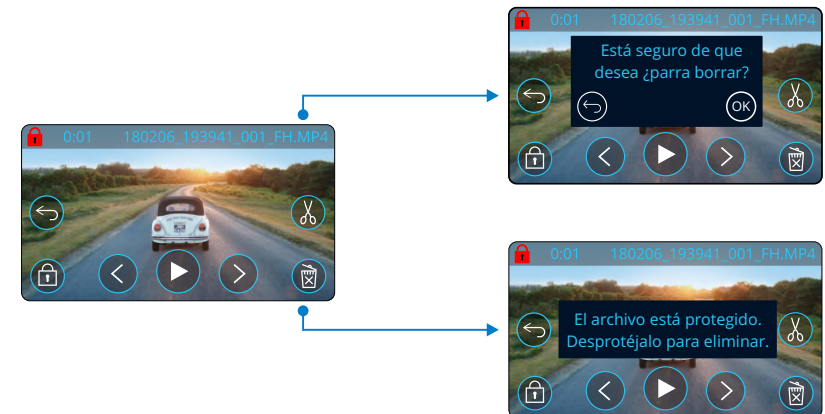 0:01 180206_193941_001_FH.MP4
Está seguro de que
desea ¿parra borrar?
OK
0:01 180206_193941_001_FH.MP4
0:01 180206_193941_001_FH.MP4
El archivo está protegido.
Desprotéjalo para eliminar.